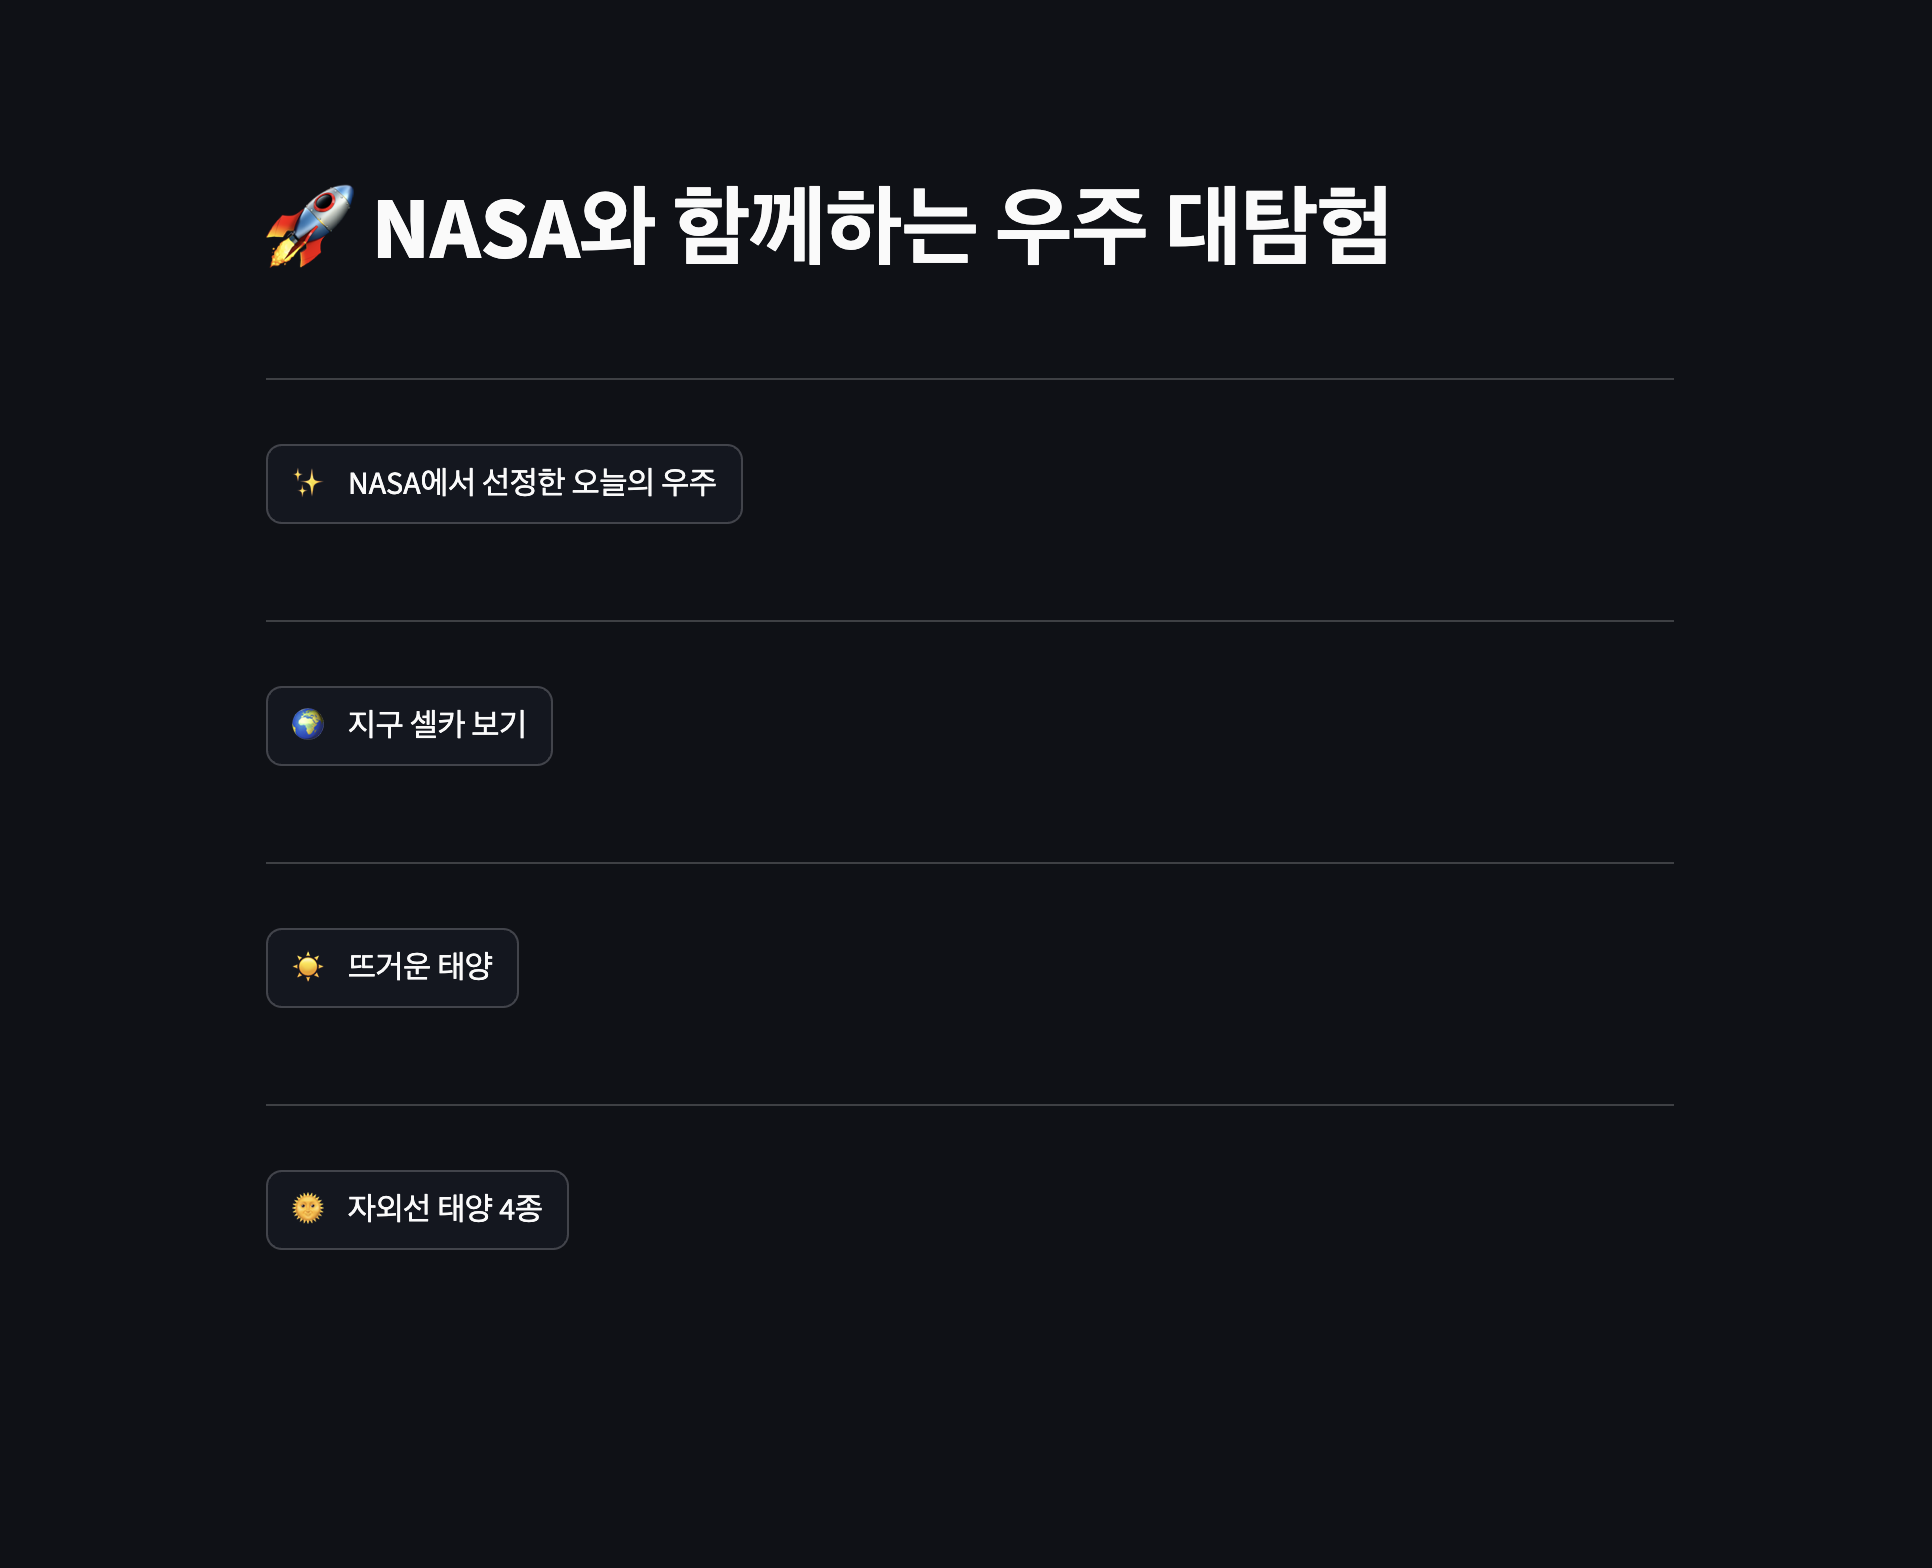 🚀 NASA와 함께하는 우주 대탐험
✨ NASA에서 선정한 오늘의 우주
🌍 지구 셀카 보기
☀️ 뜨거운 태양
🌞 자외선 태양 4종